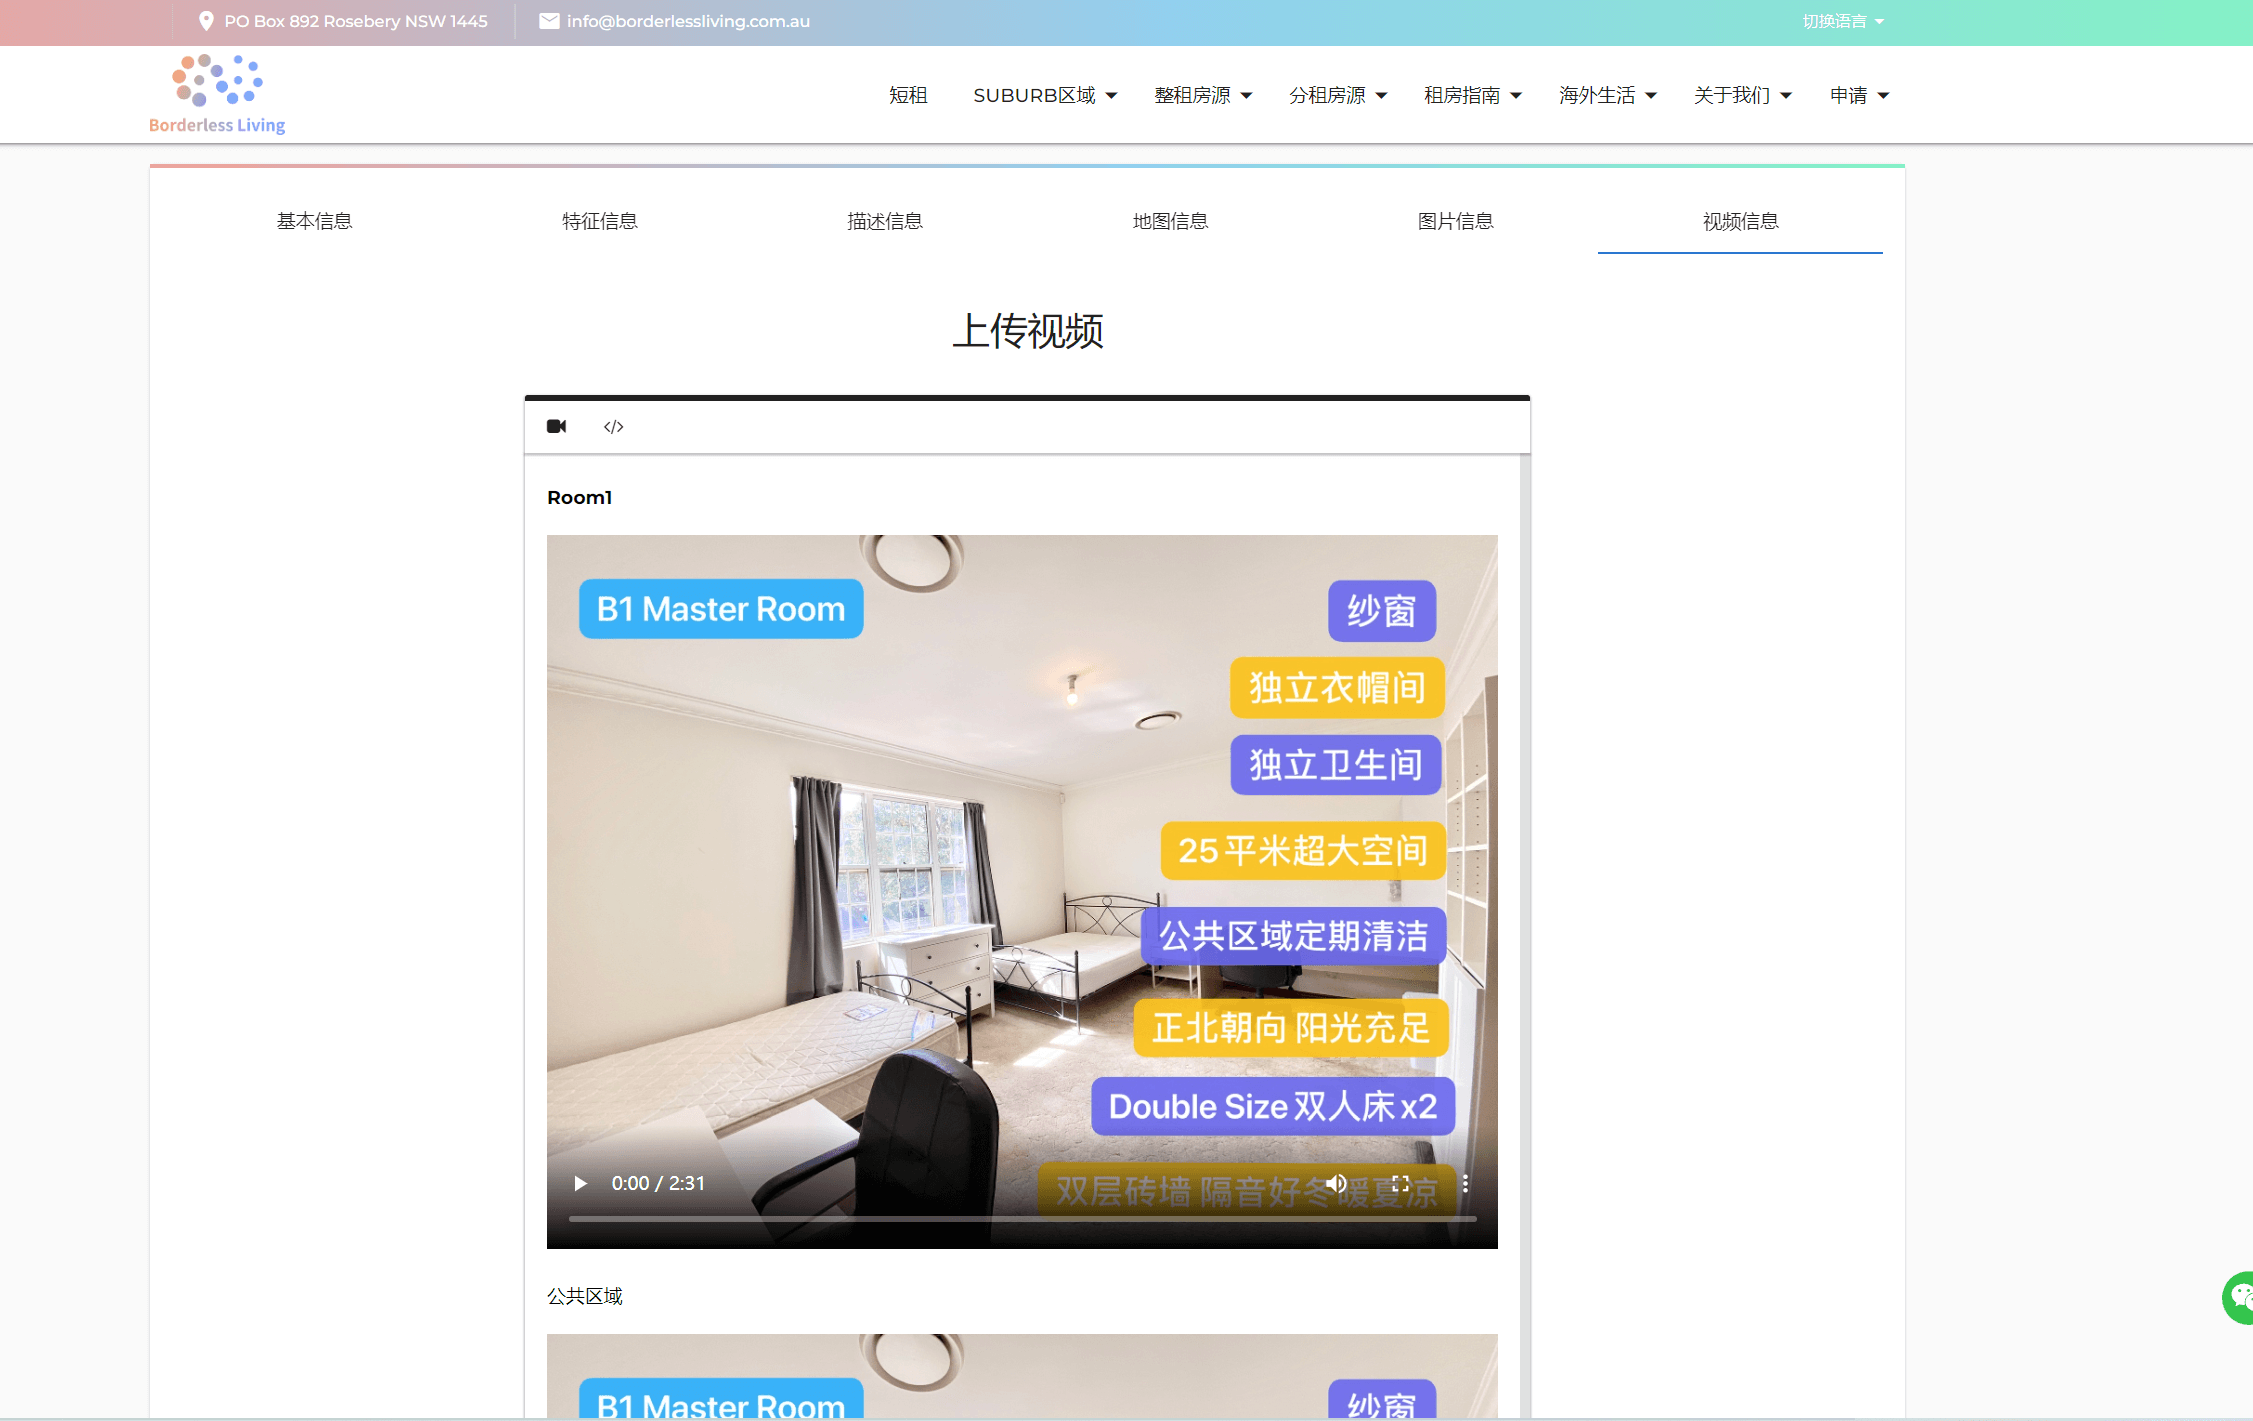 PO Box 892 Rosebery NSW 1445
info@borderlessliving.com.au
切换语言
Borderless Living
短租
SUBURB区域
整租房源
分租房源
租房指南
海外生活
关于我们
申请
基本信息
特征信息
描述信息
地图信息
图片信息
视频信息
上传视频
</>
Room1
B1 Master Room
纱窗
独立衣帽间
独立卫生间
25平米超大空间
公共区域定期清洁
正北朝向 阳光充足
Double Size 双人床 x2
双层砖墙 隔音好冬暖夏凉
0:00 / 2:31
公共区域
B1 Master Room
纱窗